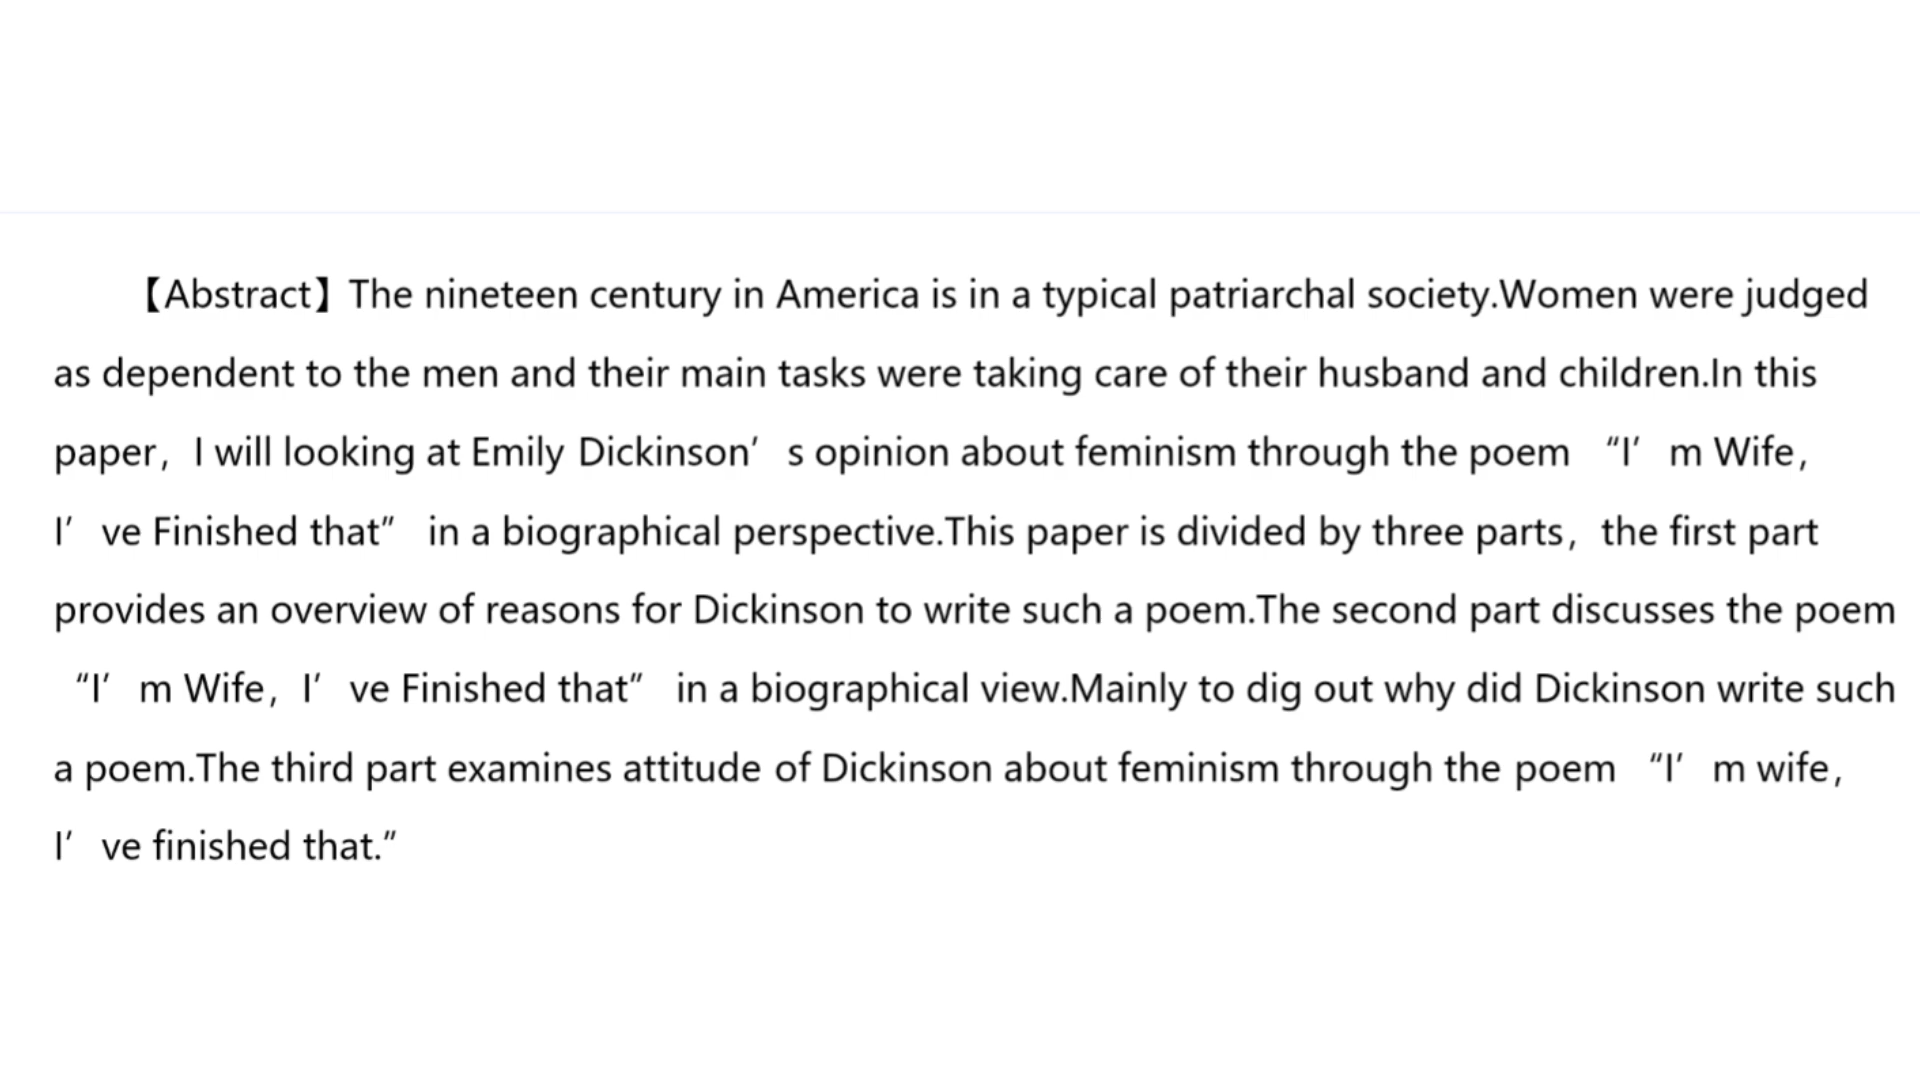 【Abstract】The nineteen century in America is in a typical patriarchal society.Women were judged
as dependent to the men and their main tasks were taking care of their husband and children.In this
paper，I will looking at Emily Dickinson’s opinion about feminism through the poem “I’m Wife，
I’ve Finished that” in a biographical perspective.This paper is divided by three parts，the first part
provides an overview of reasons for Dickinson to write such a poem.The second part discusses the poem
“I’m Wife，I’ve Finished that” in a biographical view.Mainly to dig out why did Dickinson write such
a poem.The third part examines attitude of Dickinson about feminism through the poem “I’m wife，
I’ve finished that.”